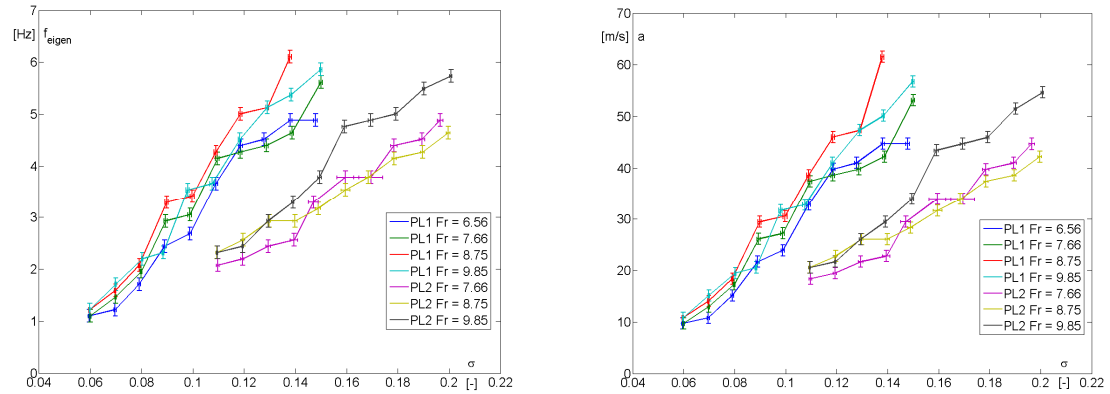 7
[Hz] f_eigen
6
5
4
3
2
1
0
PL1 Fr = 6.56
PL1 Fr = 7.66
PL1 Fr = 8.75
PL1 Fr = 9.85
PL2 Fr = 7.66
PL2 Fr = 8.75
PL2 Fr = 9.85
σ
0.04 0.06 0.08 0.1 0.12 0.14 0.16 0.18 0.2 0.22
[-]
70
[m/s] a
60
50
40
30
20
10
0
PL1 Fr = 6.56
PL1 Fr = 7.66
PL1 Fr = 8.75
PL1 Fr = 9.85
PL2 Fr = 7.66
PL2 Fr = 8.75
PL2 Fr = 9.85
σ
0.04 0.06 0.08 0.1 0.12 0.14 0.16 0.18 0.2 0.22
[-]